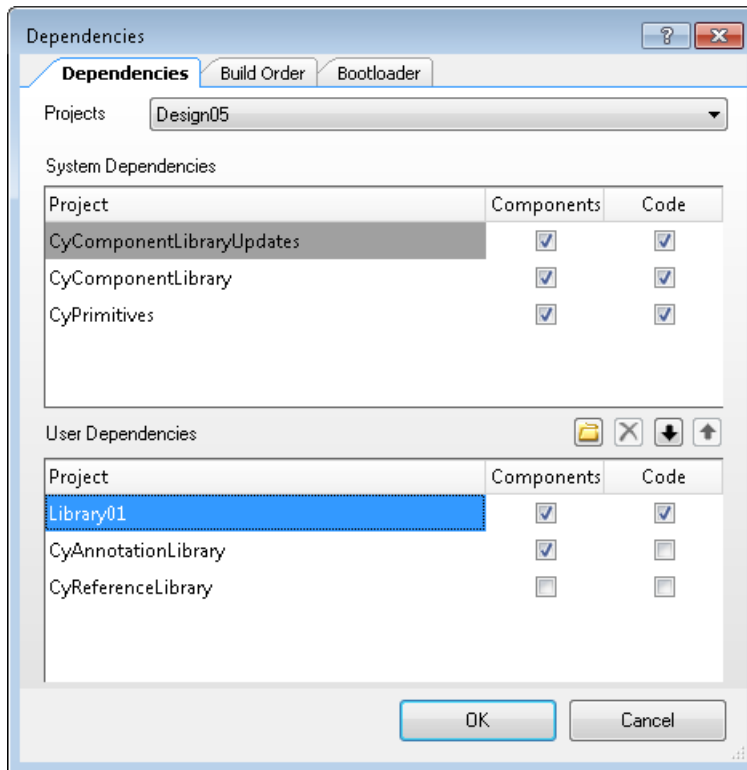 Dependencies
Dependencies Build Order Bootloader
Projects Design05
System Dependencies
Project Components Code
CyComponentLibraryUpdates
CyComponentLibrary
CyPrimitives
User Dependencies
Project Components Code
Library01
CyAnnotationLibrary
CyReferenceLibrary
OK Cancel